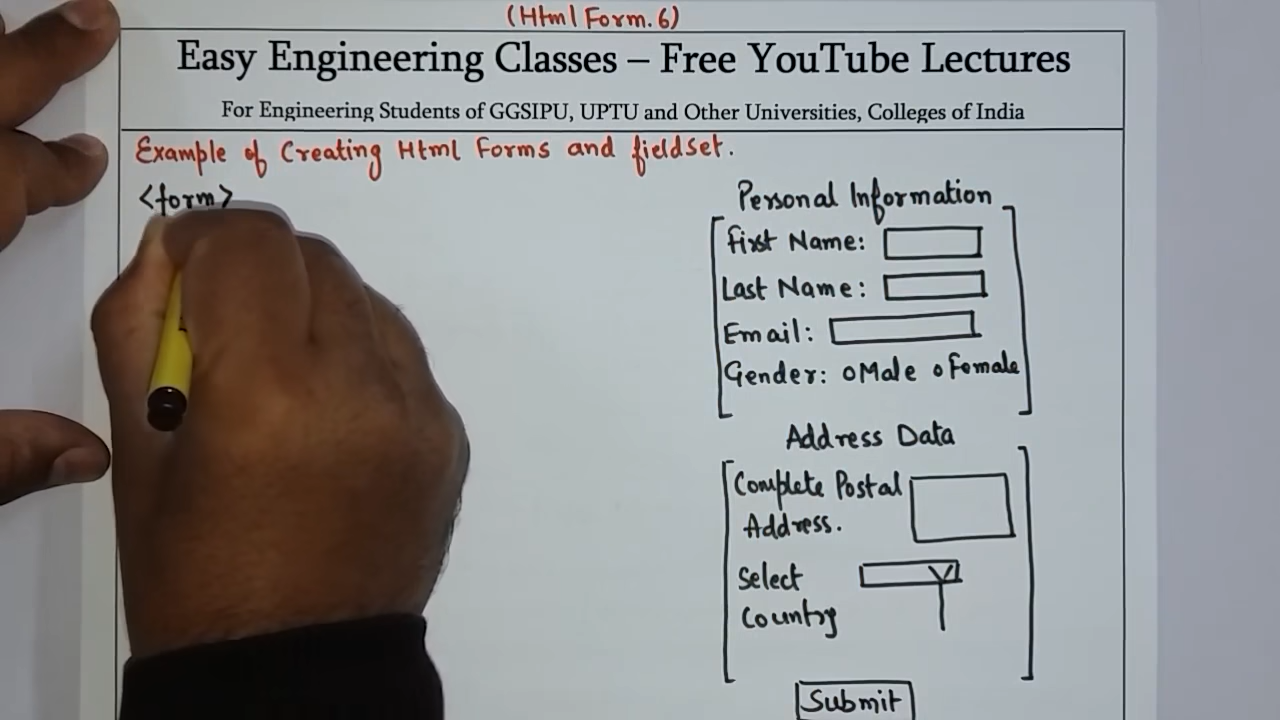 (Html Form. 6)
Easy Engineering Classes – Free YouTube Lectures
For Engineering Students of GGSIPU, UPTU and Other Universities, Colleges of India
Example of Creating Html Forms and fieldset.
<form>
Personal Information
First Name:
Last Name:
Email:
Gender: Male Female
Address Data
Complete Postal
Address.
Select
Country
Submit